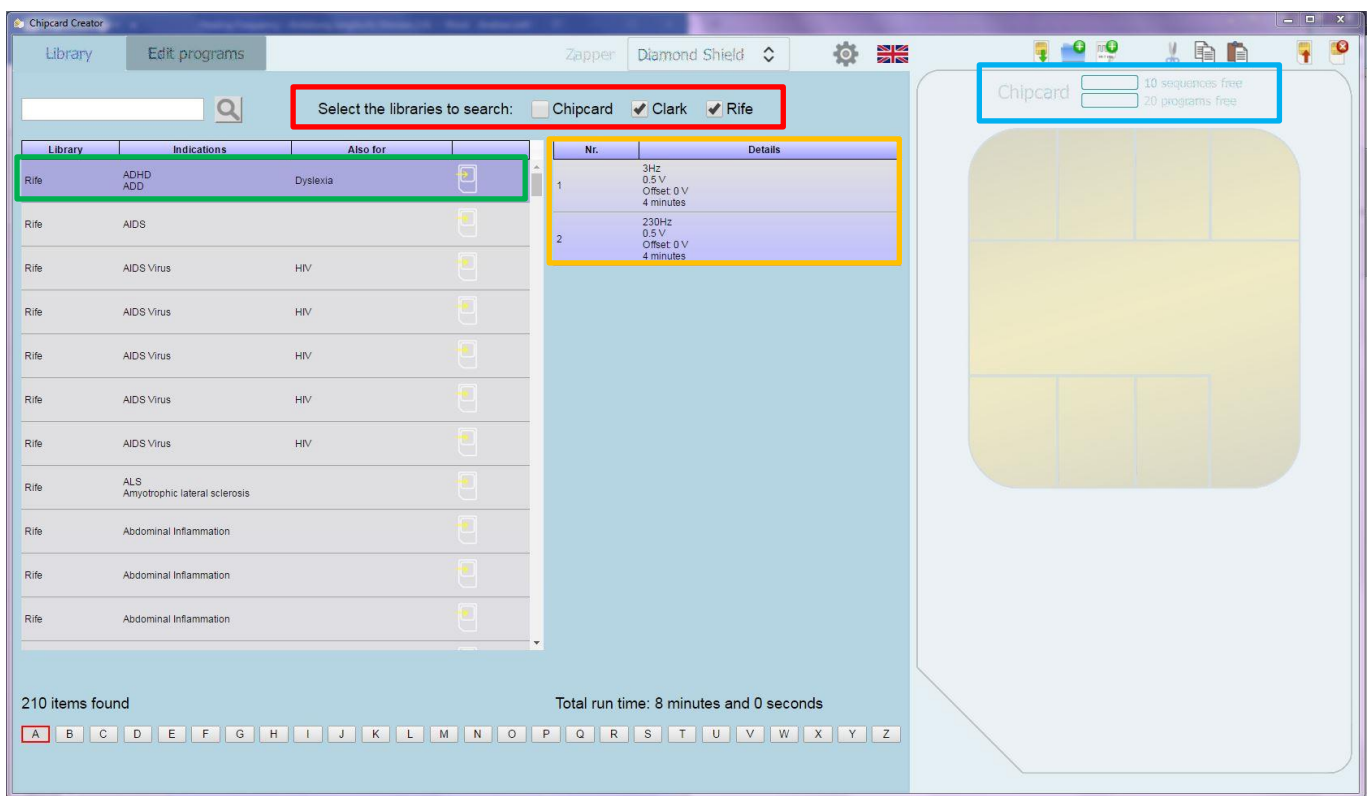 Chipcard Creator
Library Edit programs Zapper Diamond Shield
Select the libraries to search: Chipcard Clark Rife
Chipcard 10 sequences free
20 programs free
Library Indications Also for
Rife ADHD
ADD Dyslexia
Rife AIDS
Rife AIDS Virus HIV
Rife AIDS Virus HIV
Rife AIDS Virus HIV
Rife AIDS Virus HIV
Rife AIDS Virus HIV
Rife ALS
Amyotrophic lateral sclerosis
Rife Abdominal Inflammation
Rife Abdominal Inflammation
Rife Abdominal Inflammation
Nr. Details
1 3Hz
0.5 V
Offset: 0 V
4 minutes
2 230Hz
0.5 V
Offset: 0 V
4 minutes
210 items found
Total run time: 8 minutes and 0 seconds
A B C D E F G H I J K L M N O P Q R S T U V W X Y Z